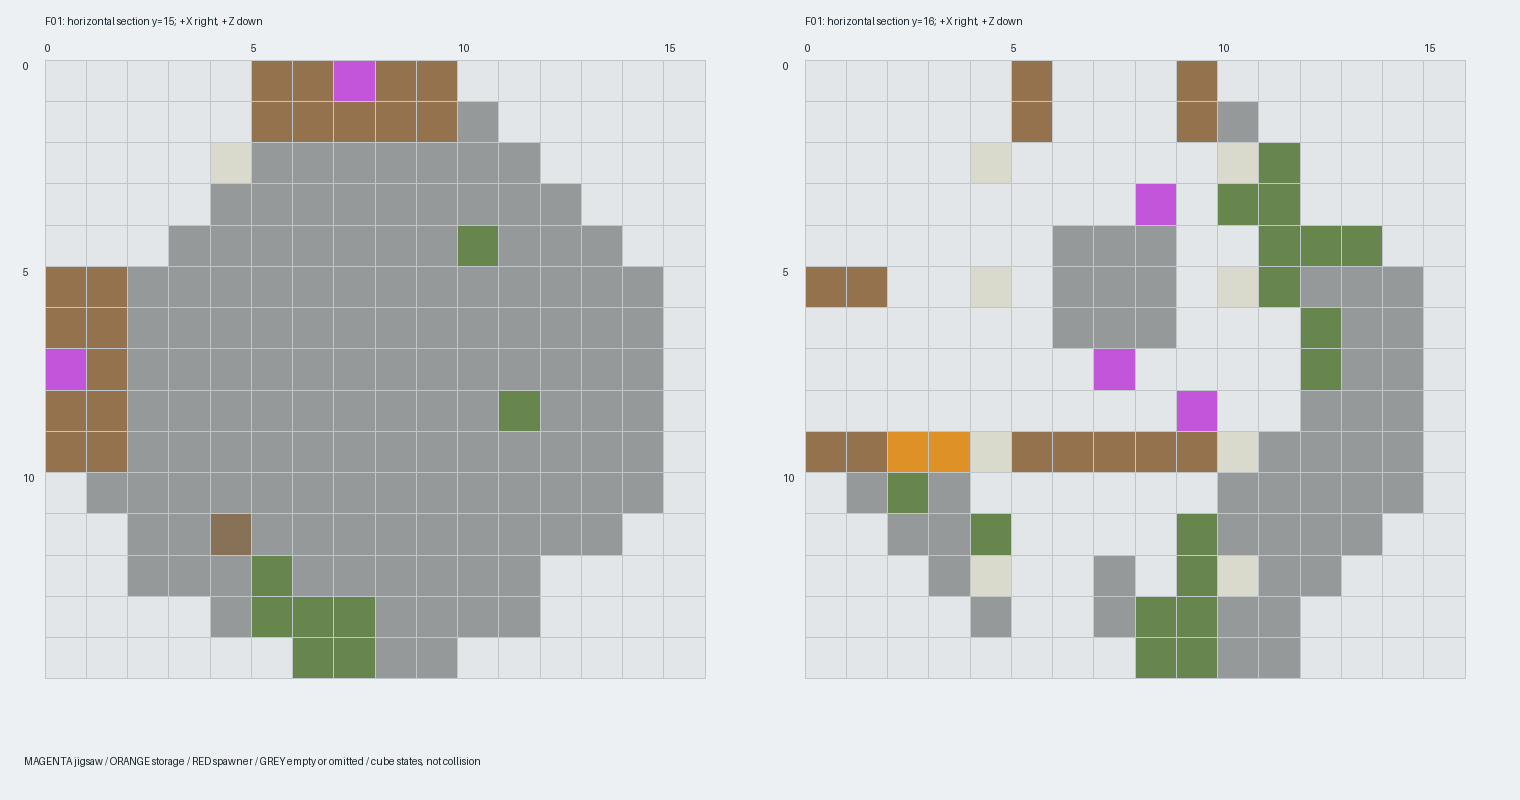 F01: horizontal section y=15; +X right, +Z down
F01: horizontal section y=16; +X right, +Z down
0 5 10 15
0 5 10 15
0
0
5
5
10
10
MAGENTA jigsaw / ORANGE storage / RED spawner / GREY empty or omitted / cube states, not collision